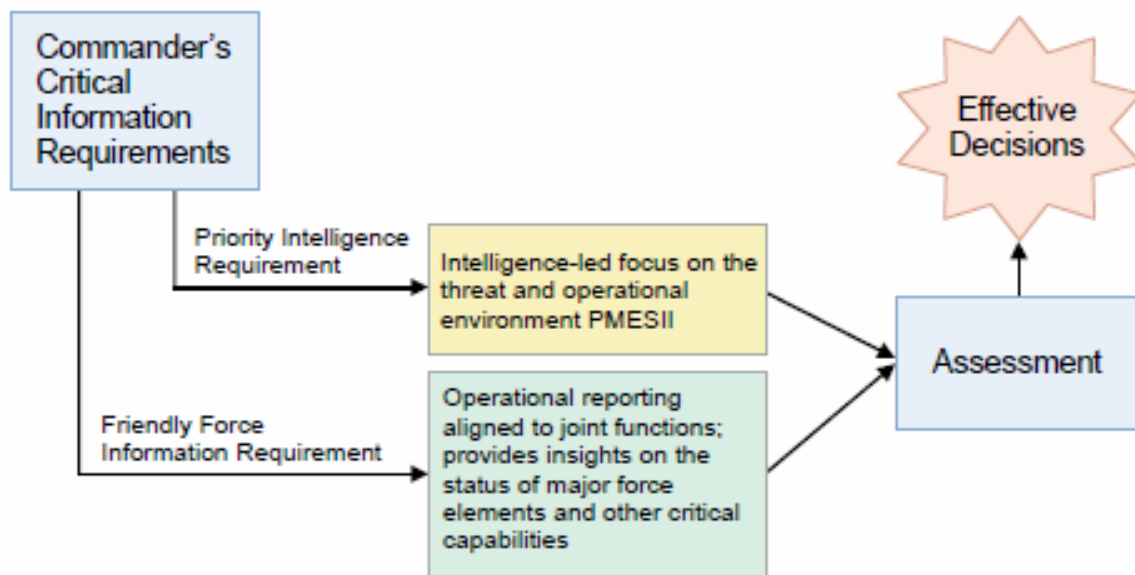 Commander's
Critical
Information
Requirements
Effective
Decisions
Priority Intelligence
Requirement
Intelligence-led focus on the
threat and operational
environment PMESII
Assessment
Friendly Force
Information Requirement
Operational reporting
aligned to joint functions;
provides insights on the
status of major force
elements and other critical
capabilities